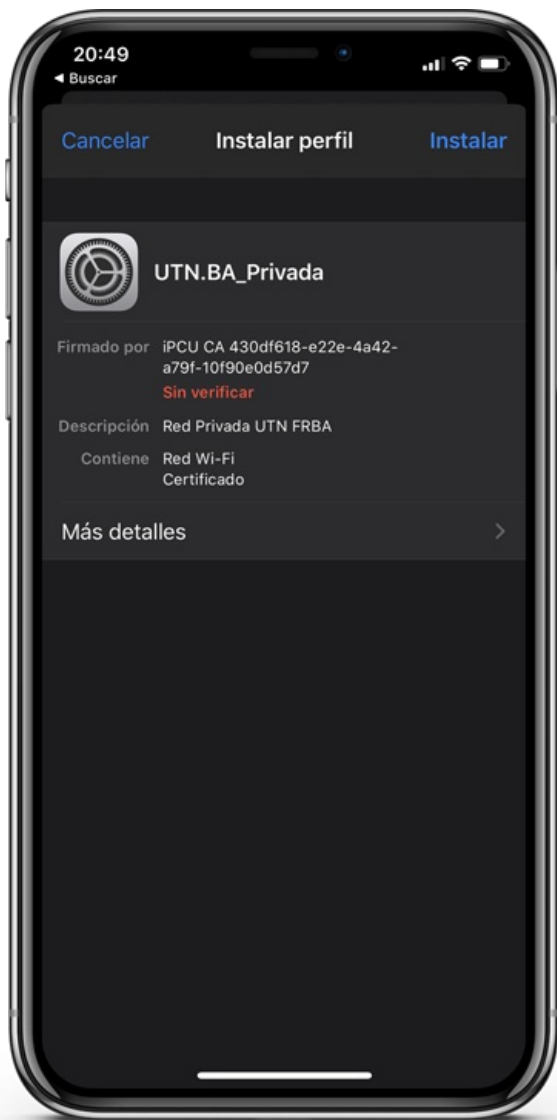 20:49
Buscar
Cancelar Instalar perfil Instalar
UTN.BA_Privada
Firmado por iPCU CA 430df618-e22e-4a42-
a79f-10f90e0d57d7
Sin verificar
Descripción Red Privada UTN FRBA
Contiene Red Wi-Fi
Certificado
Más detalles